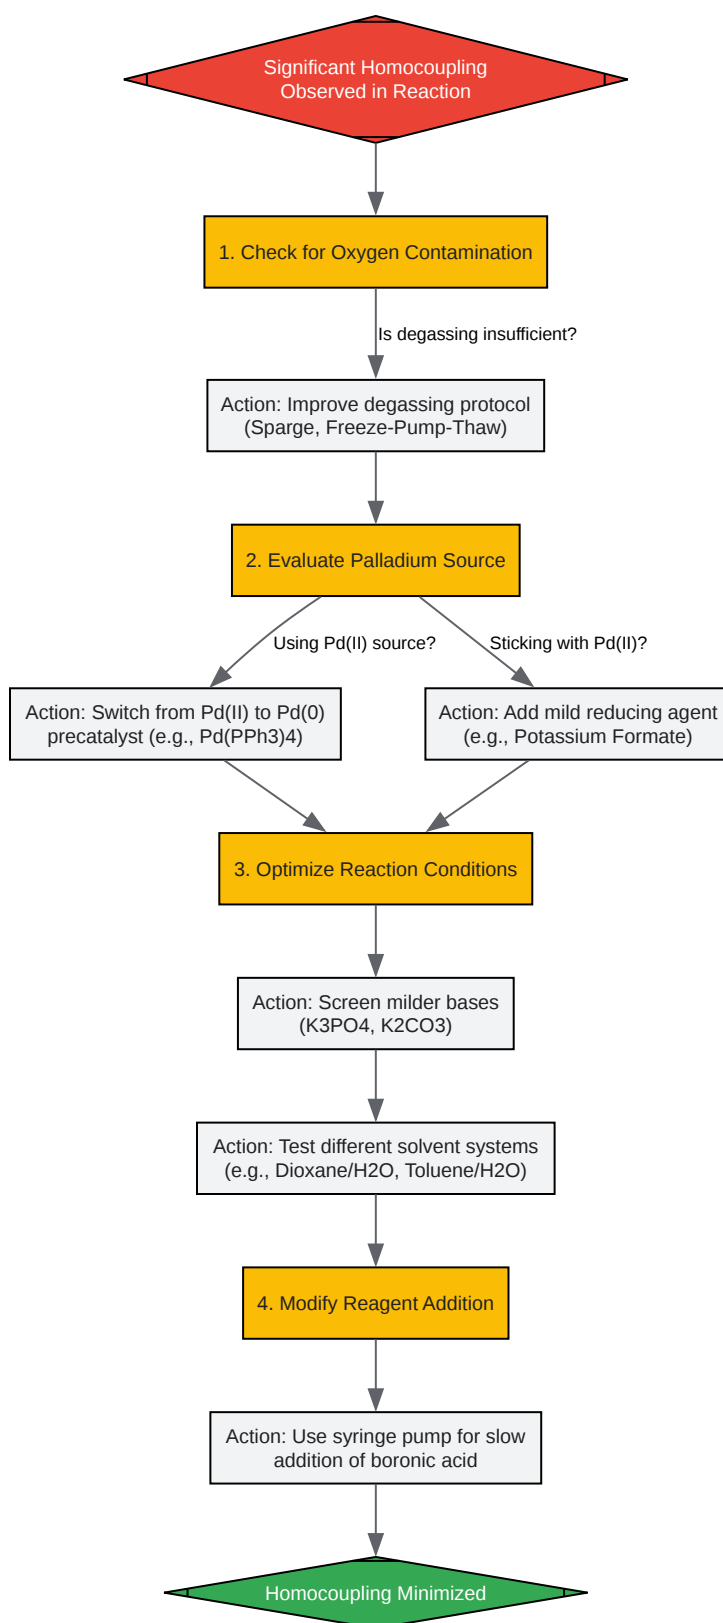 Significant Homocoupling
Observed in Reaction
1. Check for Oxygen Contamination
Is degassing insufficient?
Action: Improve degassing protocol
(Sparge, Freeze-Pump-Thaw)
2. Evaluate Palladium Source
Using Pd(II) source?
Sticking with Pd(II)?
Action: Switch from Pd(II) to Pd(0)
precatalyst (e.g., Pd(PPh3)4)
Action: Add mild reducing agent
(e.g., Potassium Formate)
3. Optimize Reaction Conditions
Action: Screen milder bases
(K3PO4, K2CO3)
Action: Test different solvent systems
(e.g., Dioxane/H2O, Toluene/H2O)
4. Modify Reagent Addition
Action: Use syringe pump for slow
addition of boronic acid
Homocoupling Minimized